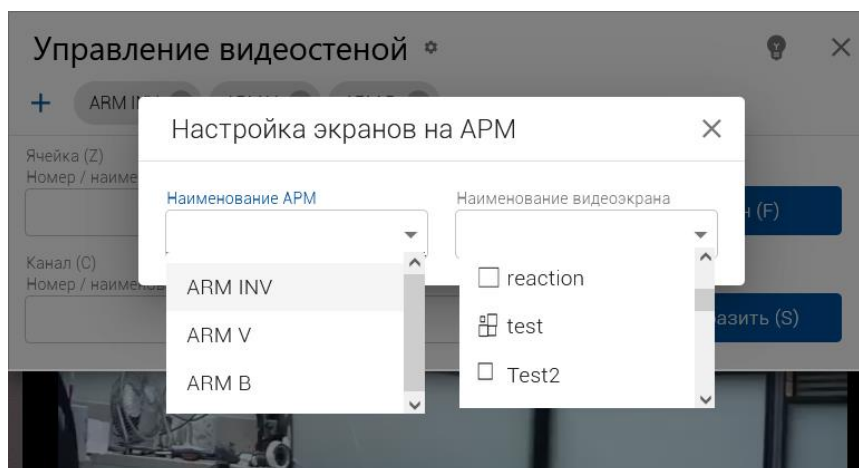 Управление видеостеной
+ ARM
Настройка экранов на АРМ
Ячейка (Z)
Номер / наиме
Наименование АРМ
Наименование видеоэкрана
(F)
Канал (C)
Номер / наимено
ARM INV
reaction
ARM V
test
азить (S)
ARM B
Test2